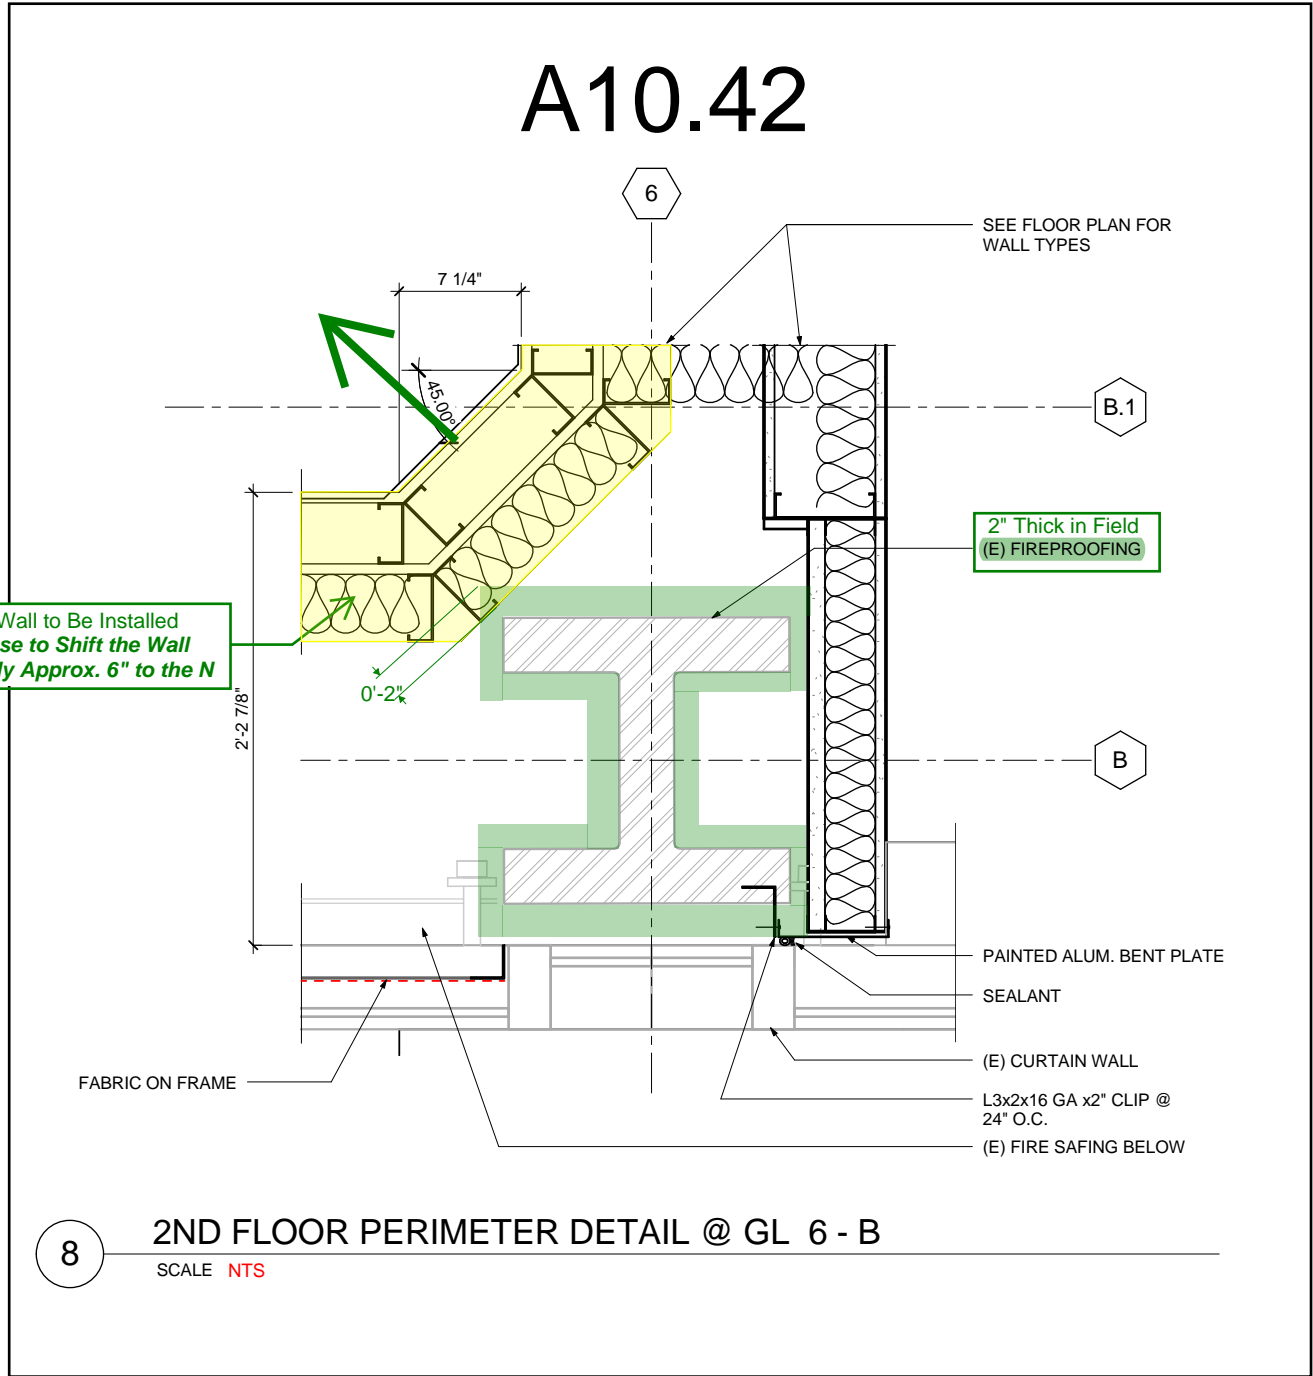 A10.42
6
SEE FLOOR PLAN FOR
WALL TYPES
7 1/4"
45.00°
B.1
2" Thick in Field
(E) FIREPROOFING
Wall to Be Installed
se to Shift the Wall
ly Approx. 6" to the N
0'-2"
2'-2 7/8"
B
PAINTED ALUM. BENT PLATE
SEALANT
(E) CURTAIN WALL
FABRIC ON FRAME
L3x2x16 GA x2" CLIP @
24" O.C.
(E) FIRE SAFING BELOW
8
2ND FLOOR PERIMETER DETAIL @ GL 6 - B
SCALE NTS